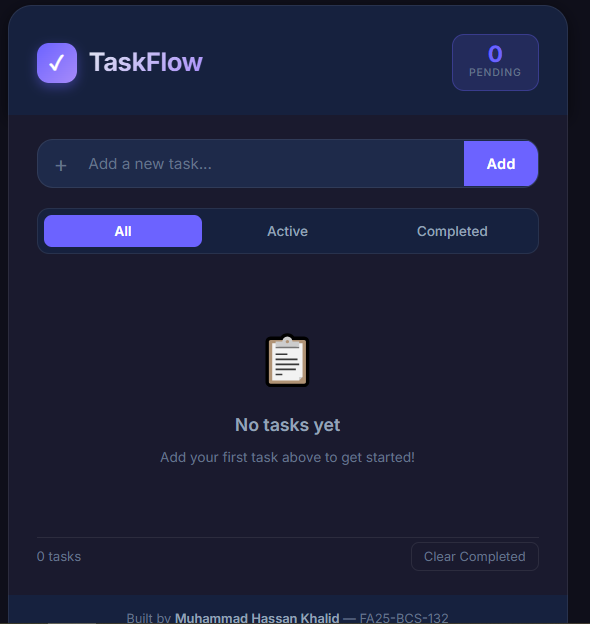 ✓ TaskFlow
0
PENDING
+ Add a new task...
Add
All
Active
Completed
No tasks yet
Add your first task above to get started!
0 tasks
Clear Completed
Built by Muhammad Hassan Khalid — FA25-BCS-132